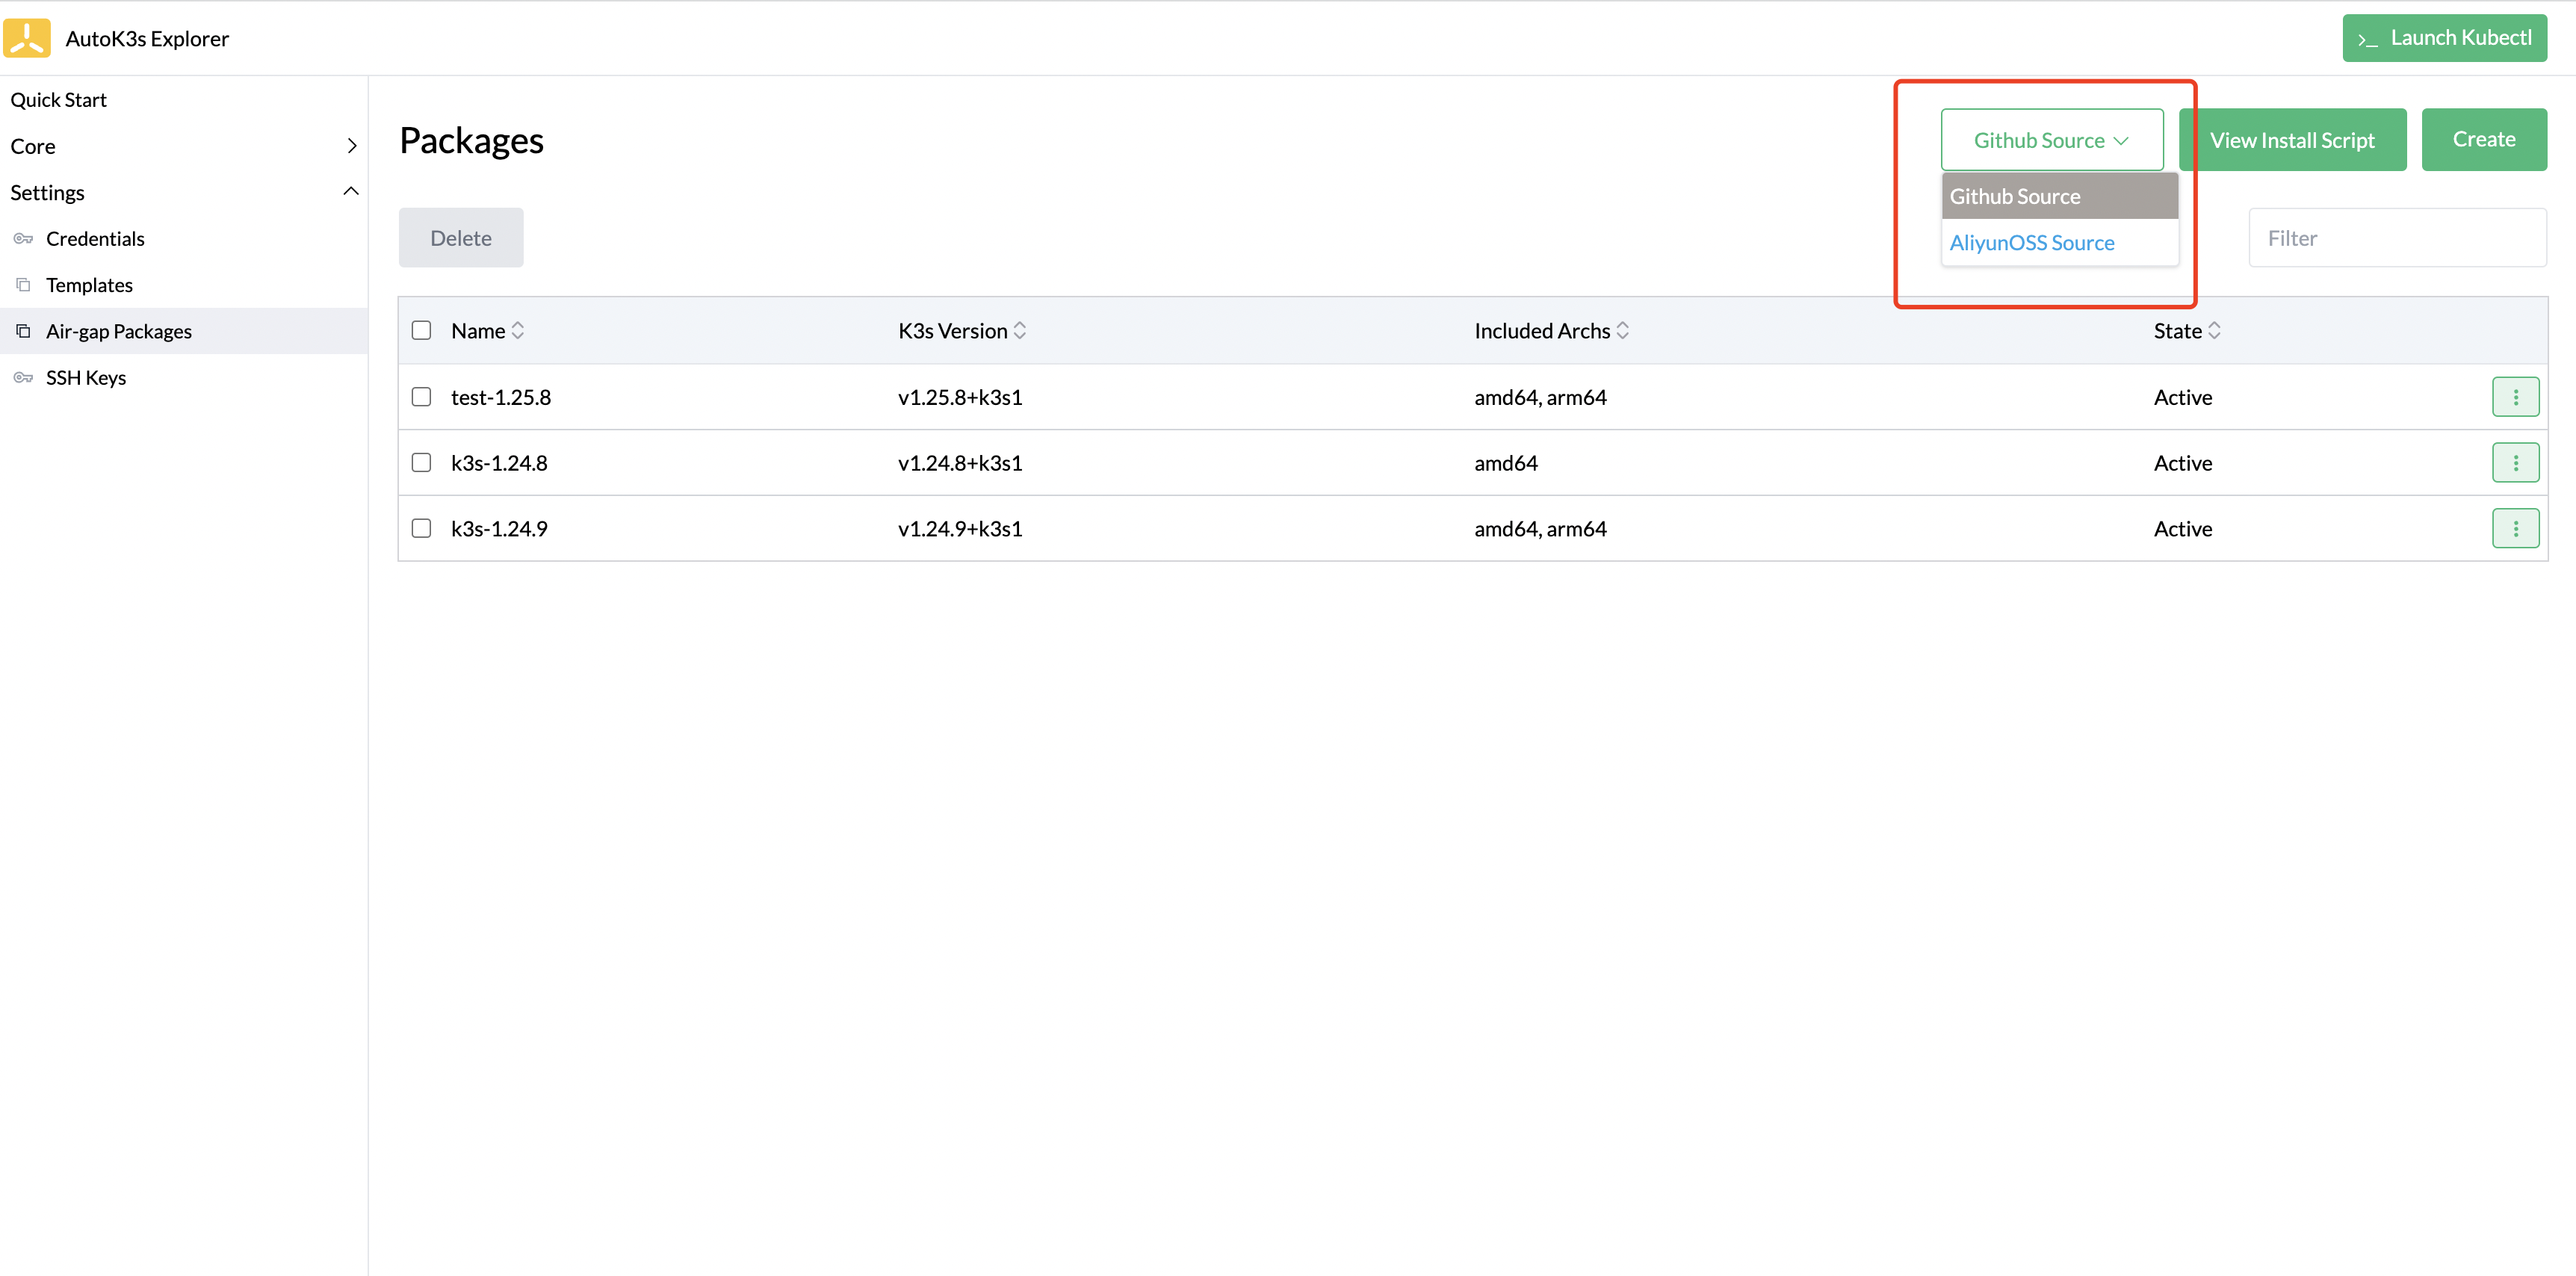 AutoK3s Explorer
>_ Launch Kubectl
Quick Start
Core
Settings
Credentials
Templates
Air-gap Packages
SSH Keys
Packages
Github Source
View Install Script
Create
Github Source
AliyunOSS Source
Delete
Filter
Name K3s Version Included Archs State
test-1.25.8 v1.25.8+k3s1 amd64, arm64 Active
k3s-1.24.8 v1.24.8+k3s1 amd64 Active
k3s-1.24.9 v1.24.9+k3s1 amd64, arm64 Active